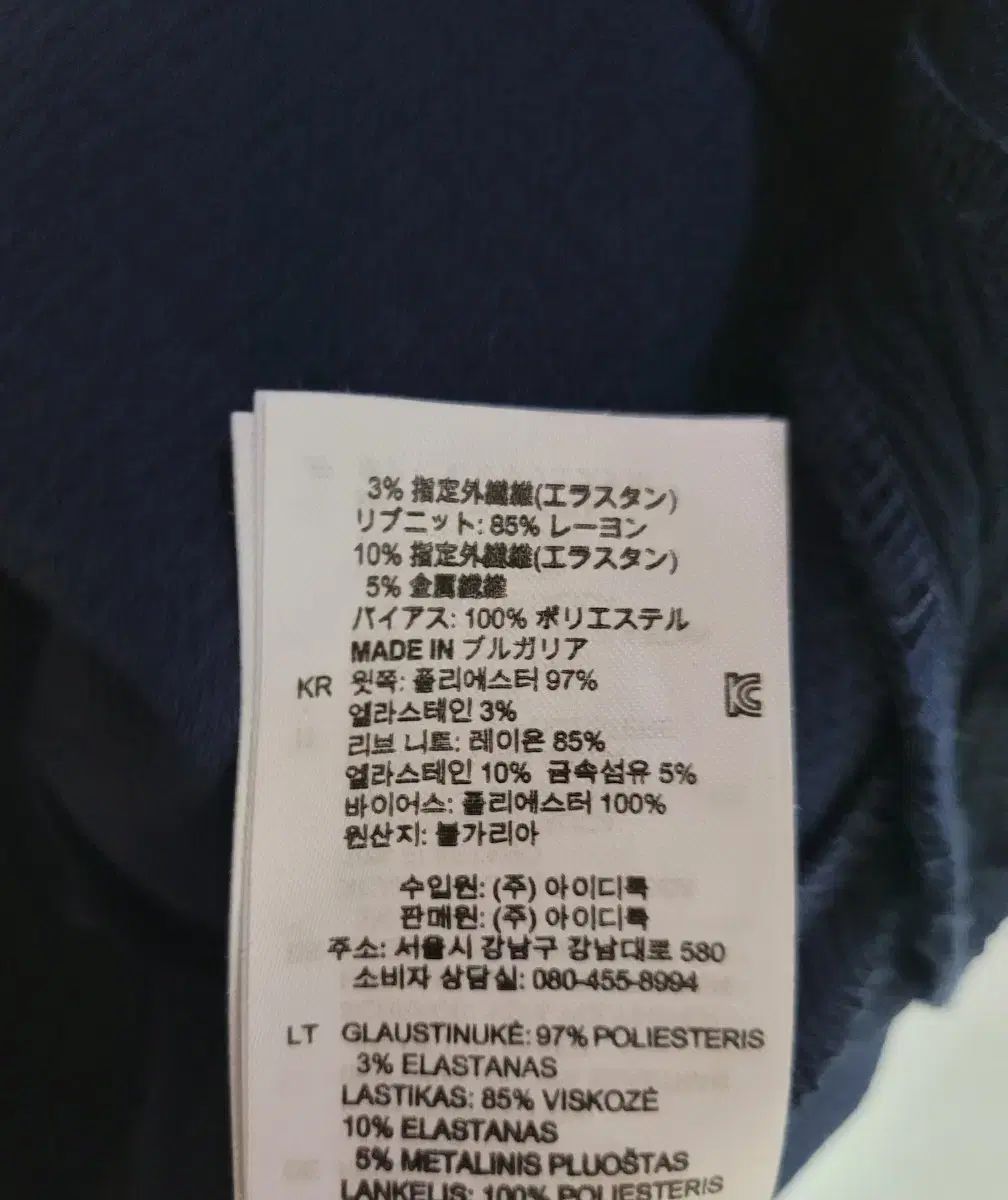 3% 指定外繊維(エラスタン)
リブニット: 85% レーヨン
10% 指定外繊維(エラスタン)
5% 金属繊維
バイアス: 100% ポリエステル
MADE IN ブルガリア
KR 윗쪽: 폴리에스터 97%
엘라스테인 3%
리브 니트: 레이온 85%
엘라스테인 10% 금속섬유 5%
바이어스: 폴리에스터 100%
원산지: 불가리아
수입원: (주) 아이디룩
판매원: (주) 아이디룩
주소: 서울시 강남구 강남대로 580
소비자 상담실: 080-455-8994
LT GLAUSTINUKĖ: 97% POLIESTERIS
3% ELASTANAS
LASTIKAS: 85% VISKOZĖ
10% ELASTANAS
5% METALINIS PLUOŠTAS
LANKELIS: 100% POLIESTERIS